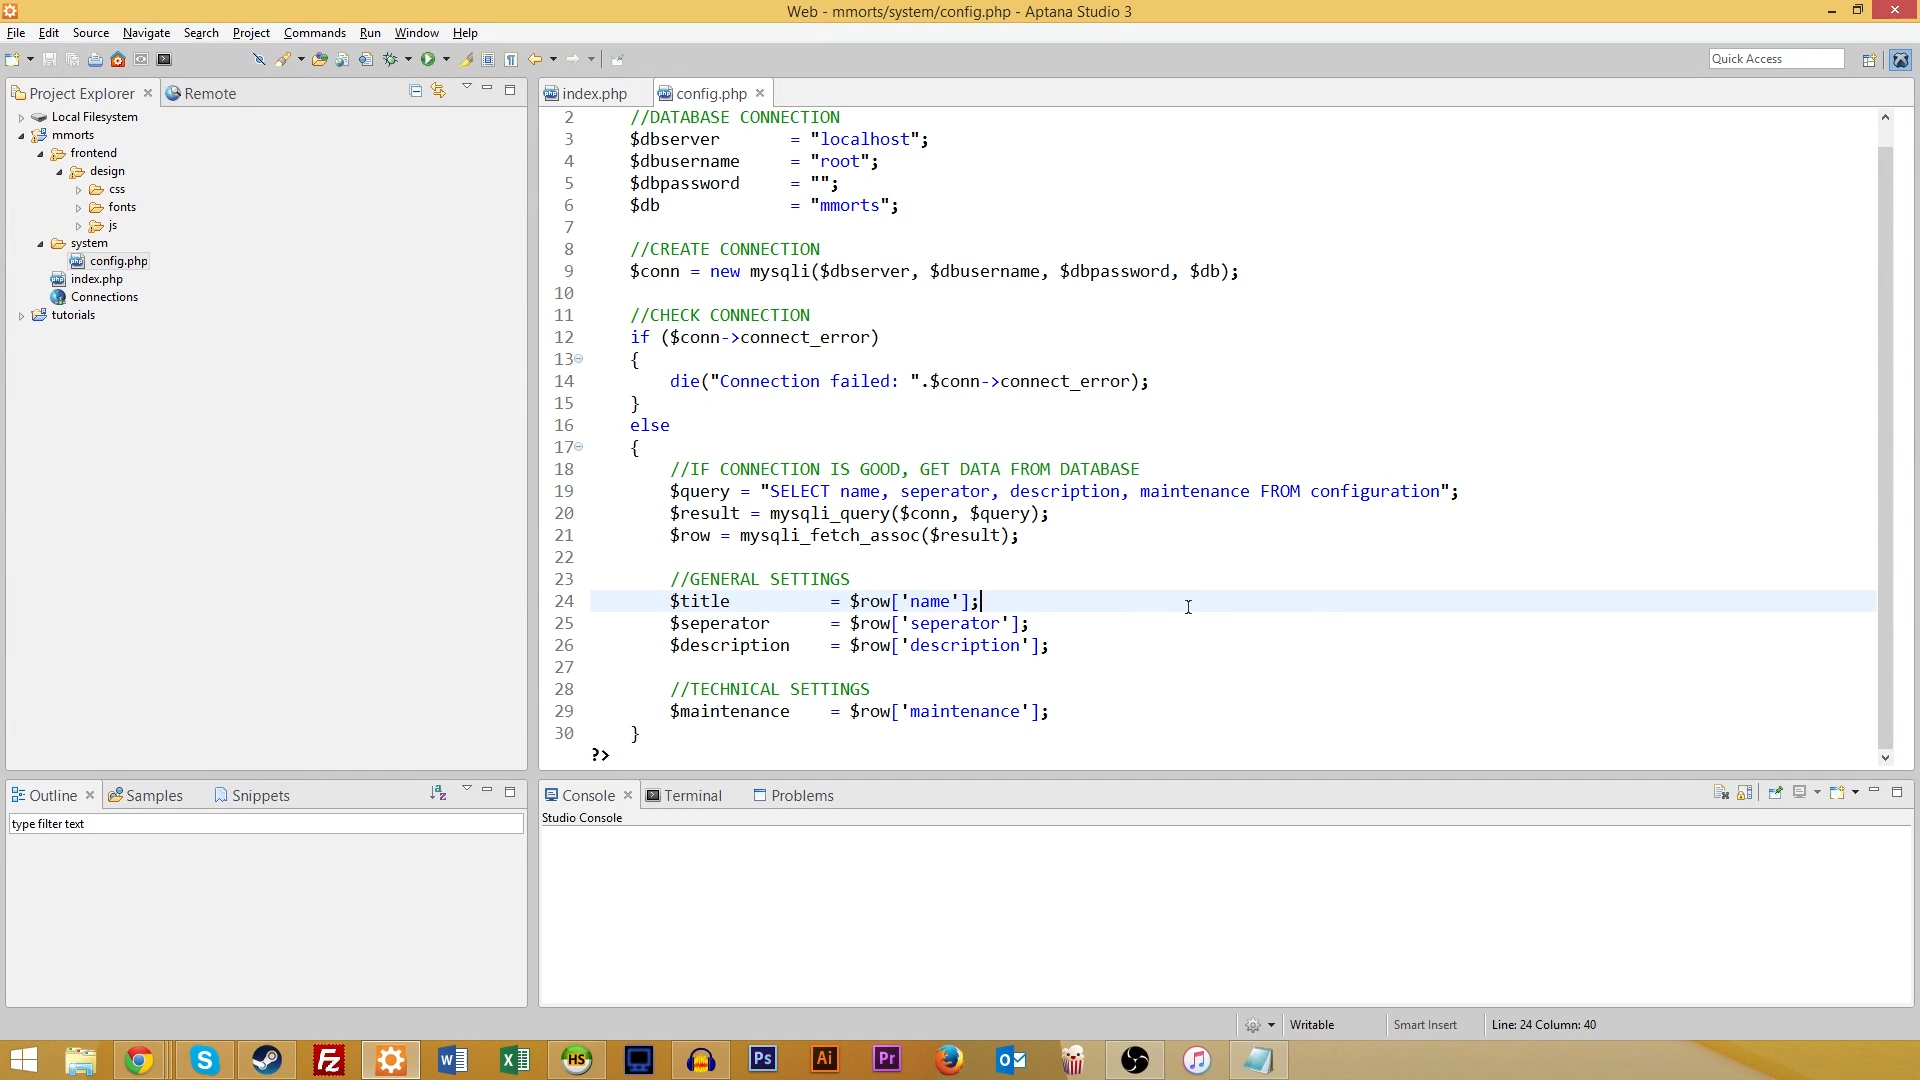 Web - mmorts/system/config.php - Aptana Studio 3
File Edit Source Navigate Search Project Commands Run Window Help
Quick Access
Project Explorer Remote
Local Filesystem
mmorts
frontend
design
css
fonts
js
system
config.php
index.php
Connections
tutorials
index.php config.php
2 //DATABASE CONNECTION
3 $dbserver = "localhost";
4 $dbusername = "root";
5 $dbpassword = "";
6 $db = "mmorts";
7
8 //CREATE CONNECTION
9 $conn = new mysqli($dbserver, $dbusername, $dbpassword, $db);
10
11 //CHECK CONNECTION
12 if ($conn->connect_error)
13 {
14 die("Connection failed: ".$conn->connect_error);
15 }
16 else
17 {
18 //IF CONNECTION IS GOOD, GET DATA FROM DATABASE
19 $query = "SELECT name, seperator, description, maintenance FROM configuration";
20 $result = mysqli_query($conn, $query);
21 $row = mysqli_fetch_assoc($result);
22
23 //GENERAL SETTINGS
24 $title = $row['name'];
25 $seperator = $row['seperator'];
26 $description = $row['description'];
27
28 //TECHNICAL SETTINGS
29 $maintenance = $row['maintenance'];
30 }
?>
Outline Samples Snippets
type filter text
Console Terminal Problems
Studio Console
Writable Smart Insert Line: 24 Column: 40
HS Ps Ai Pr